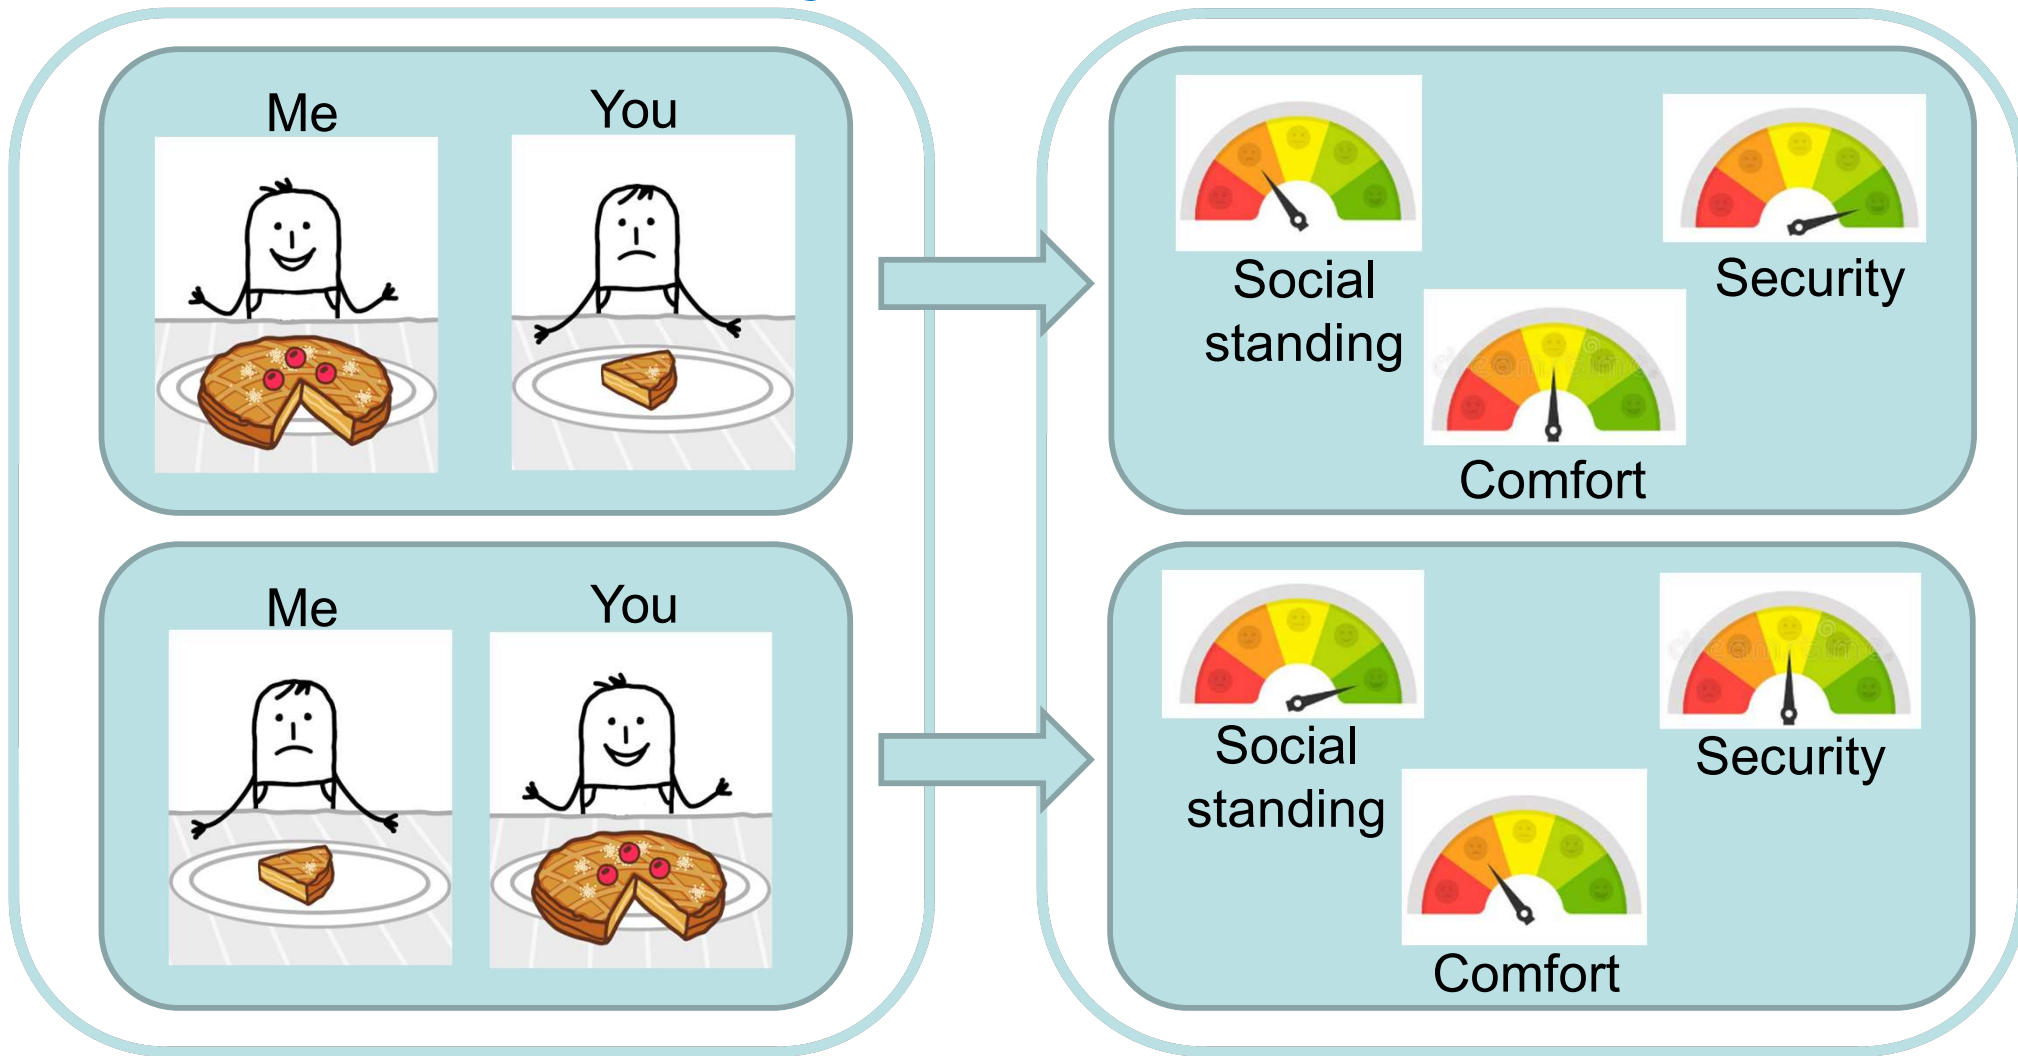 Me
You
Social
standing
Security
Comfort
Me
You
Social
standing
Security
Comfort